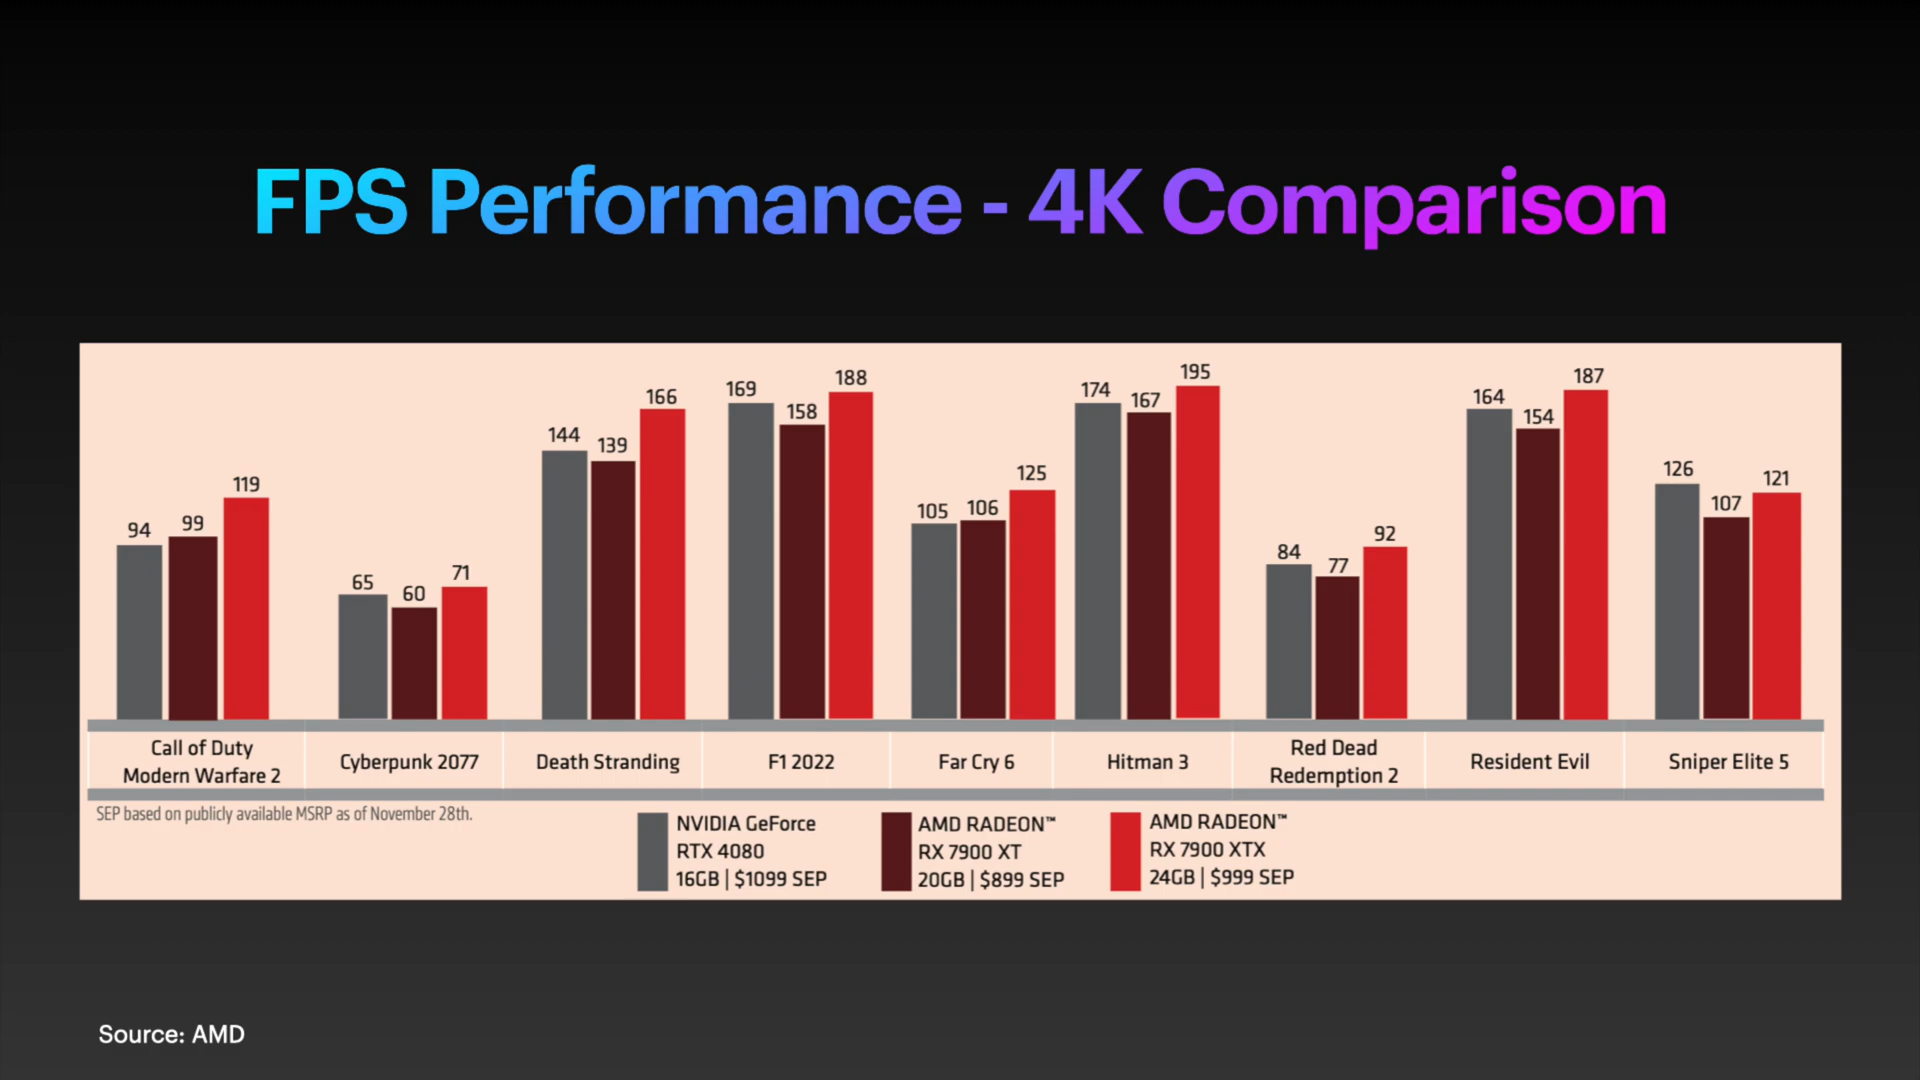 FPS Performance - 4K Comparison
94 99 119
65 60 71
144 139 166
169 158 188
105 106 125
174 167 195
84 77 92
164 154 187
126 107 121
Call of Duty
Modern Warfare 2
Cyberpunk 2077
Death Stranding
F1 2022
Far Cry 6
Hitman 3
Red Dead
Redemption 2
Resident Evil
Sniper Elite 5
SEP based on publicly available MSRP as of November 28th.
NVIDIA GeForce
RTX 4080
16GB | $1099 SEP
AMD RADEON™
RX 7900 XT
20GB | $899 SEP
AMD RADEON™
RX 7900 XTX
24GB | $999 SEP
Source: AMD